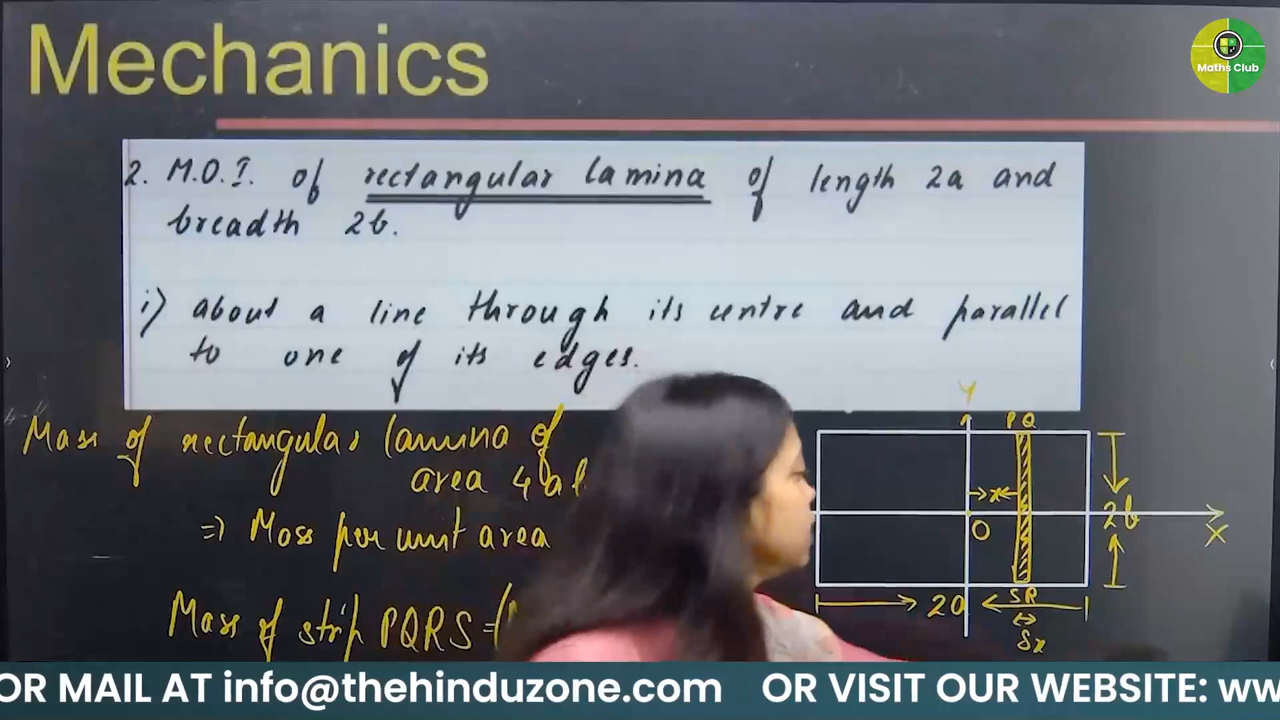 Mechanics
Maths Club
2. M.O.I. of rectangular lamina of length 2a and
breadth 2b.
i) about a line through its centre and parallel
to one of its edges.
Mass of rectangular lamina of
area 4ab
⇒ Mass per unit area
Mass of strip PQRS = (
Y
P Q
x
O
2b
X
2a
S R
δx
OR MAIL AT info@thehinduzone.com OR VISIT OUR WEBSITE: ww